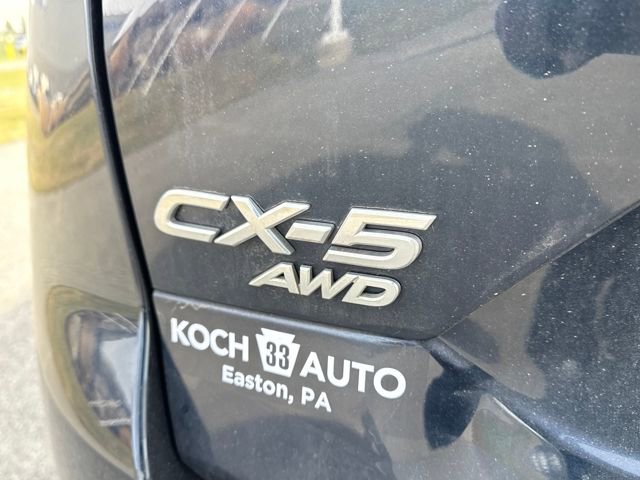 CX-5
AWD
KOCH 33 AUTO
Easton, PA